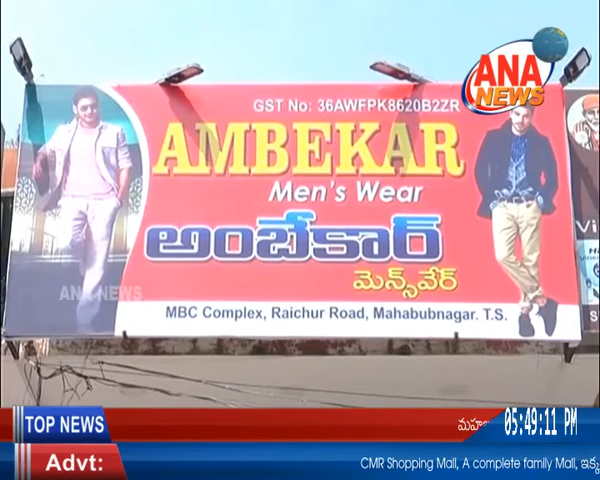 ANA
NEWS
GST No: 36AWFPK8620B2ZR
AMBEKAR
Men's Wear
అంబేకార్
మెన్స్‌వేర్
ANA NEWS
MBC Complex, Raichur Road, Mahabubnagar. T.S.
TOP NEWS
05:49:11 PM
Advt:
CMR Shopping Mall, A complete family Mall, ఇక్క